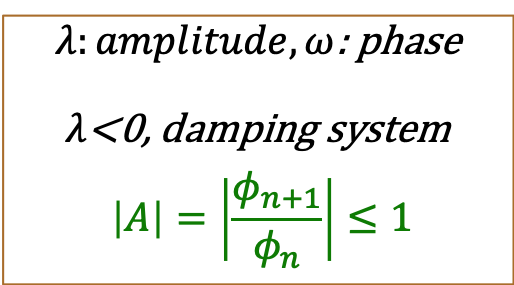 λ: amplitude, ω : phase
λ<0, damping system
|A| = |ϕₙ₊₁/ϕₙ| ≤ 1